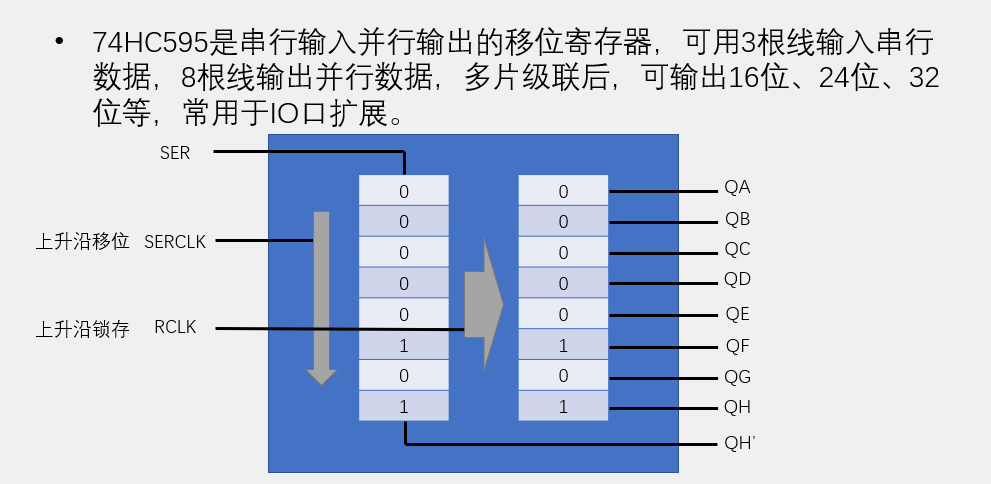 • 74HC595是串行输入并行输出的移位寄存器，可用3根线输入串行
数据，8根线输出并行数据，多片级联后，可输出16位、24位、32
位等，常用于IO口扩展。
SER
0 0 QA
0 0 QB
上升沿移位 SERCLK
0 0 QC
0 0 QD
0 0 QE
上升沿锁存 RCLK
1 1 QF
0 0 QG
1 1 QH
QH’